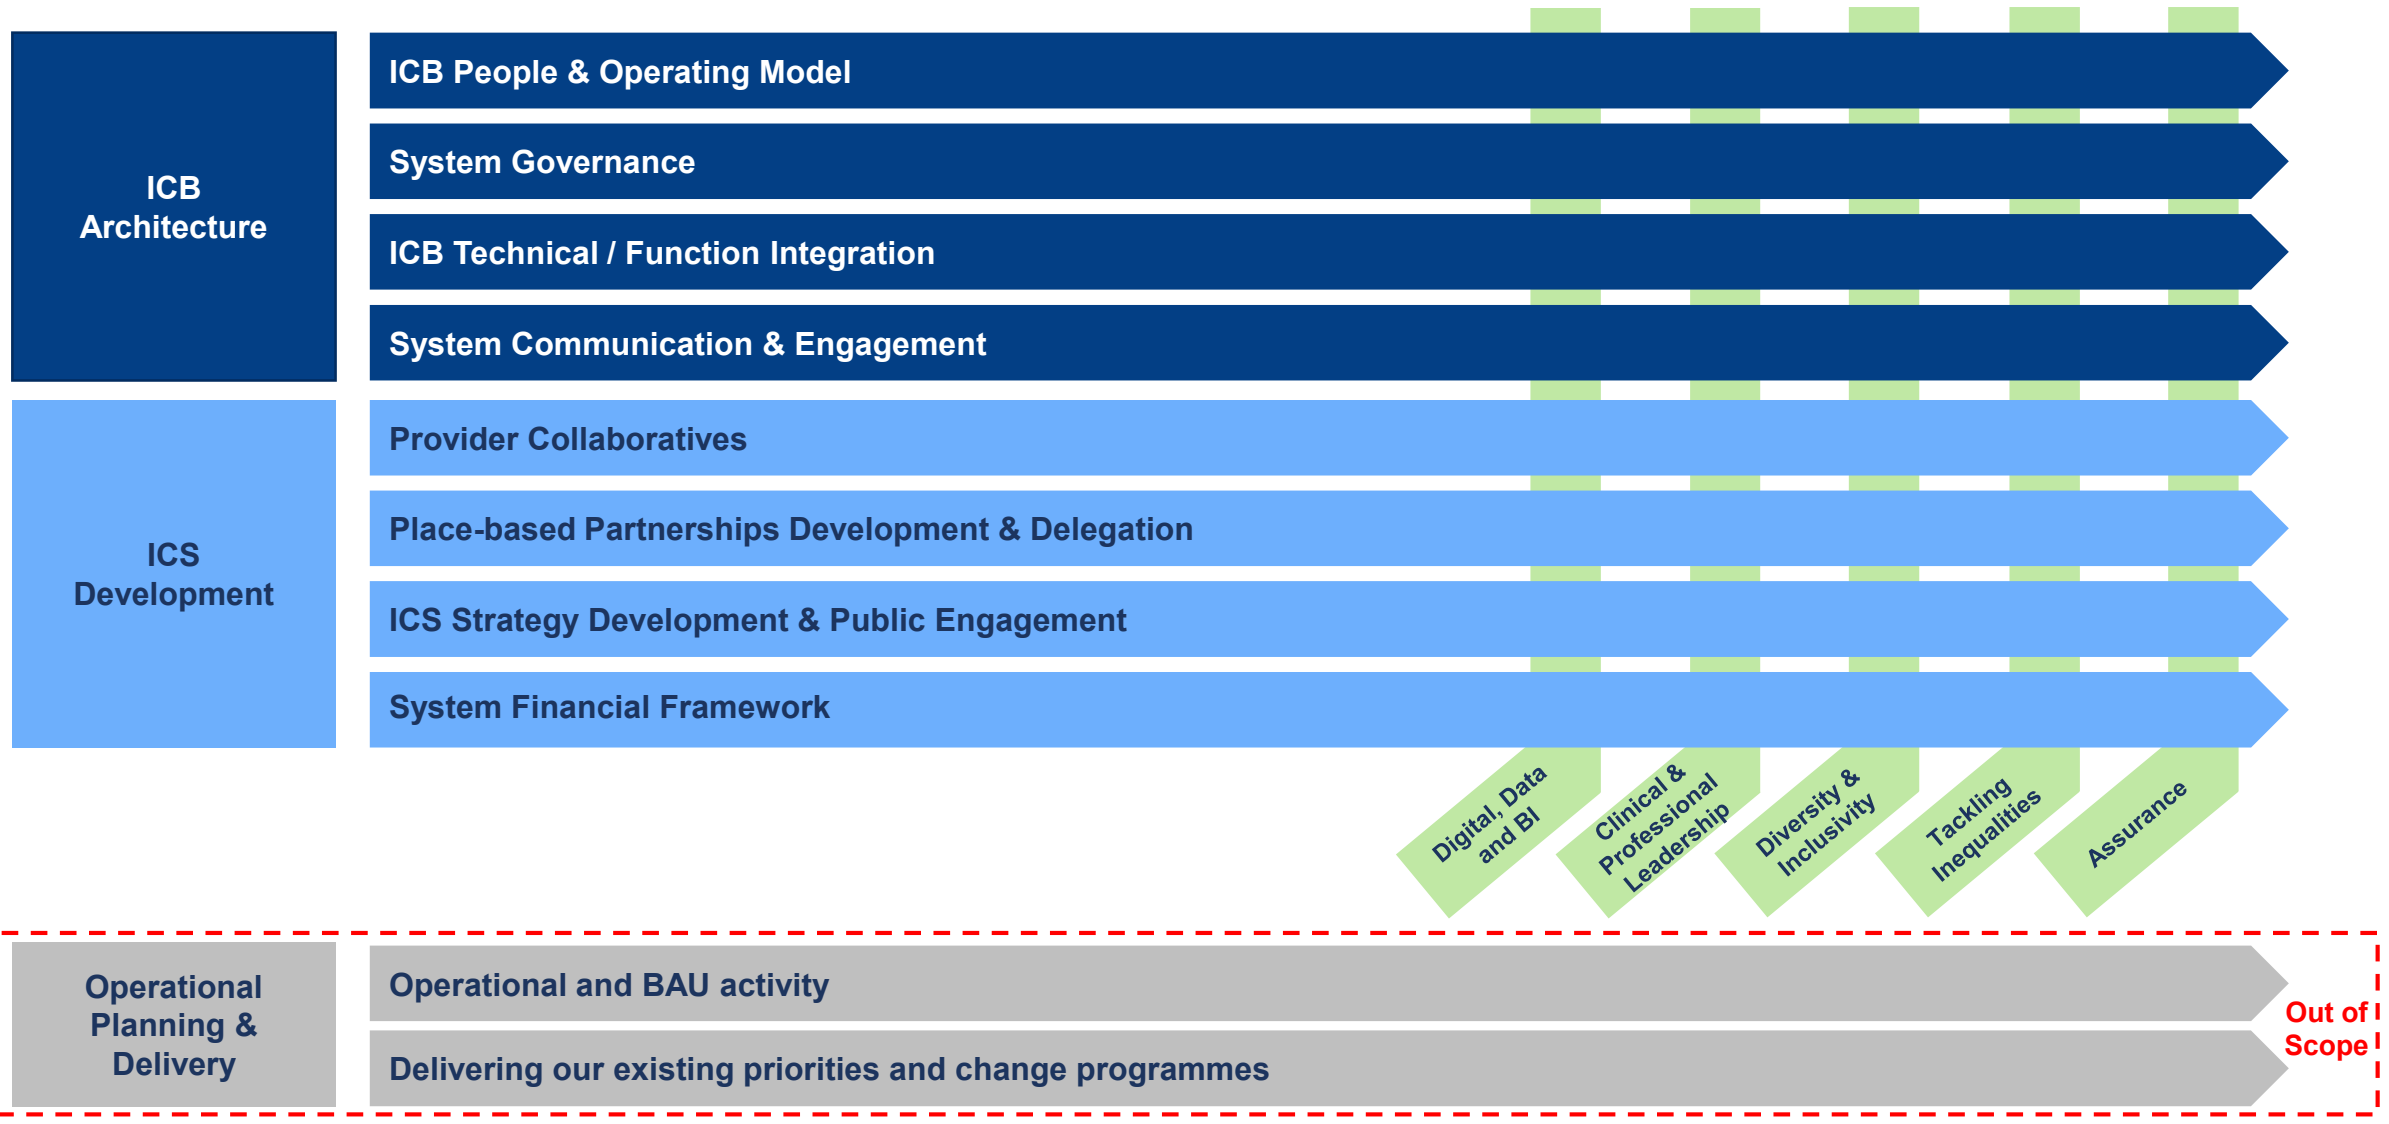 ICB
Architecture
ICB People & Operating Model
System Governance
ICB Technical / Function Integration
System Communication & Engagement
ICS
Development
Provider Collaboratives
Place-based Partnerships Development & Delegation
ICS Strategy Development & Public Engagement
System Financial Framework
Digital, Data
and BI
Clinical &
Professional
Leadership
Diversity &
Inclusivity
Tackling
Inequalities
Assurance
Operational
Planning &
Delivery
Operational and BAU activity
Delivering our existing priorities and change programmes
Out of
Scope